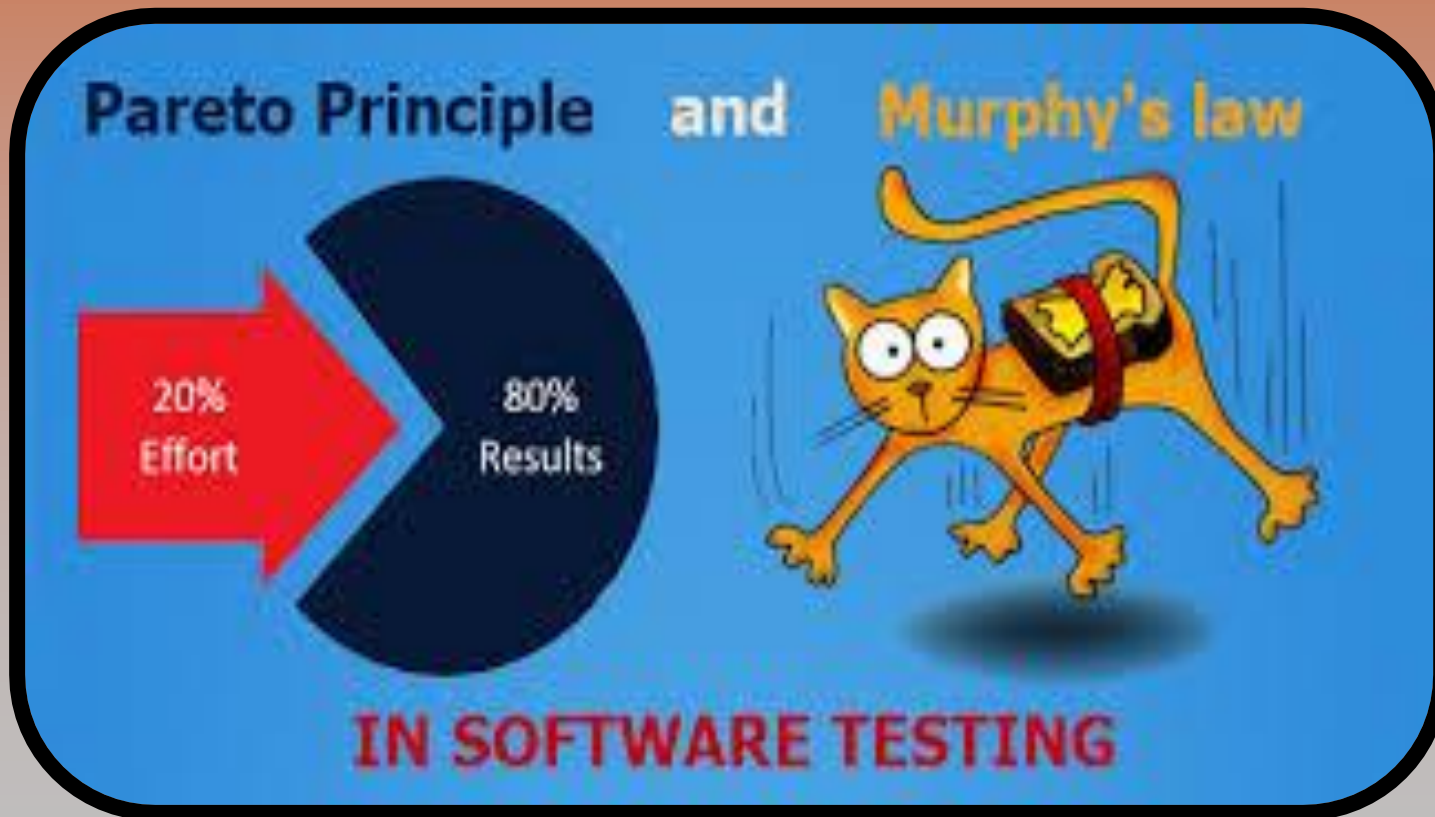 Pareto Principle and Murphy's law
20%
Effort
80%
Results
IN SOFTWARE TESTING